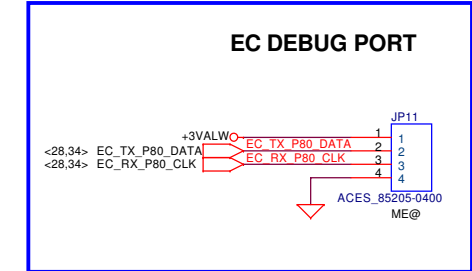 EC DEBUG PORT
JP11
+3VALW 1 1
<28,34> EC_TX_P80_DATA EC_TX_P80_DATA 2 2
<28,34> EC_RX_P80_CLK EC_RX_P80_CLK 3 3
4 4
ACES_85205-0400
ME@